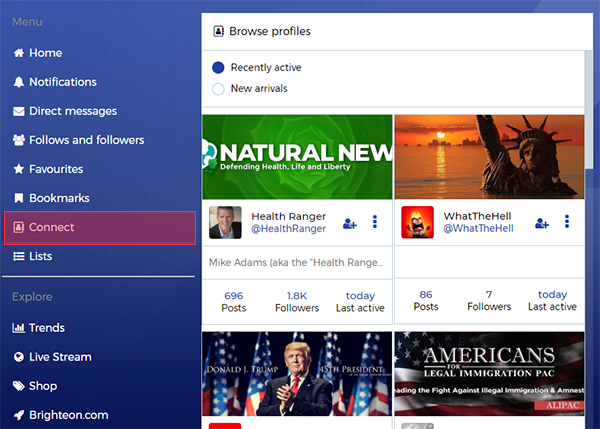 Menu
Home
Notifications
Direct messages
Follows and followers
Favourites
Bookmarks
Connect
Lists
Explore
Trends
Live Stream
Shop
Brighteon.com
Browse profiles
Recently active
New arrivals
NATURAL NEW
Defending Health, Life and Liberty
Health Ranger
@HealthRanger
Mike Adams (aka the "Health Range...
696 1.8K today
Posts Followers Last active
WhatTheHell
@WhatTheHell
86 7 today
Posts Followers Last active
DONALD J. TRUMP 45TH PRESIDENT
AMERICANS
FOR LEGAL IMMIGRATION PAC
eading the Fight Against Illegal Immigration & Amnest
ALIPAC